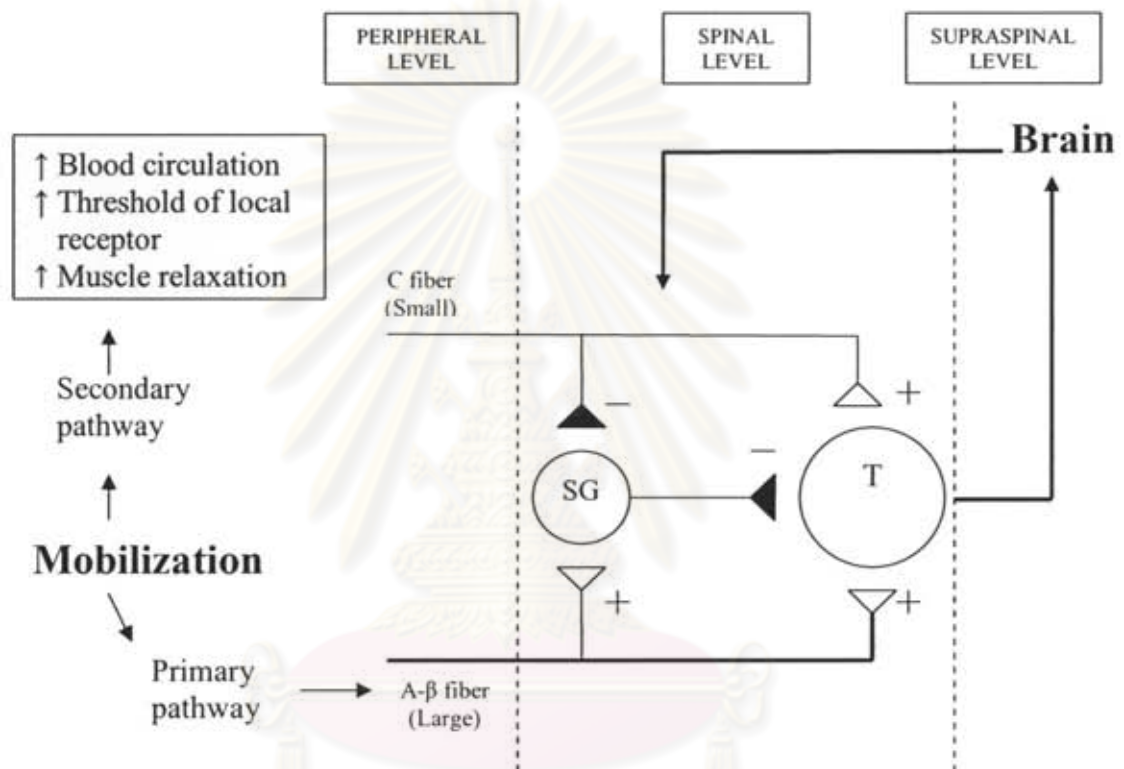 PERIPHERAL
LEVEL
SPINAL
LEVEL
SUPRASPINAL
LEVEL
Brain
↑ Blood circulation
↑ Threshold of local
receptor
↑ Muscle relaxation
C fiber
(Small)
Secondary
pathway
−
+
−
SG
T
Mobilization
+
+
Primary
pathway
A-β fiber
(Large)